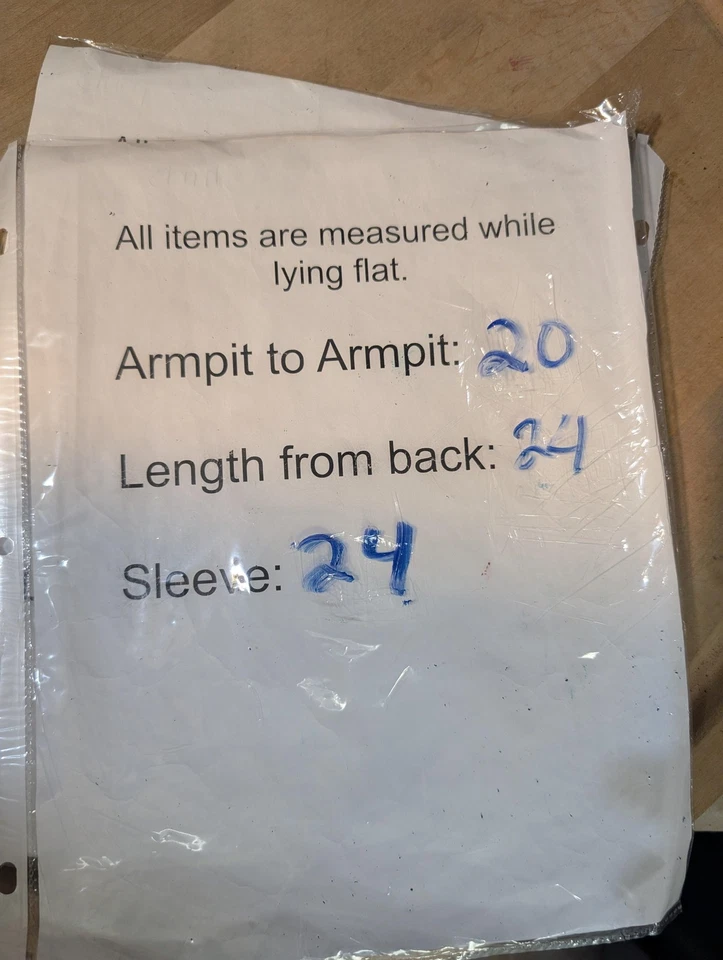 All items are measured while
lying flat.
Armpit to Armpit: 20
Length from back: 24
Sleeve: 24